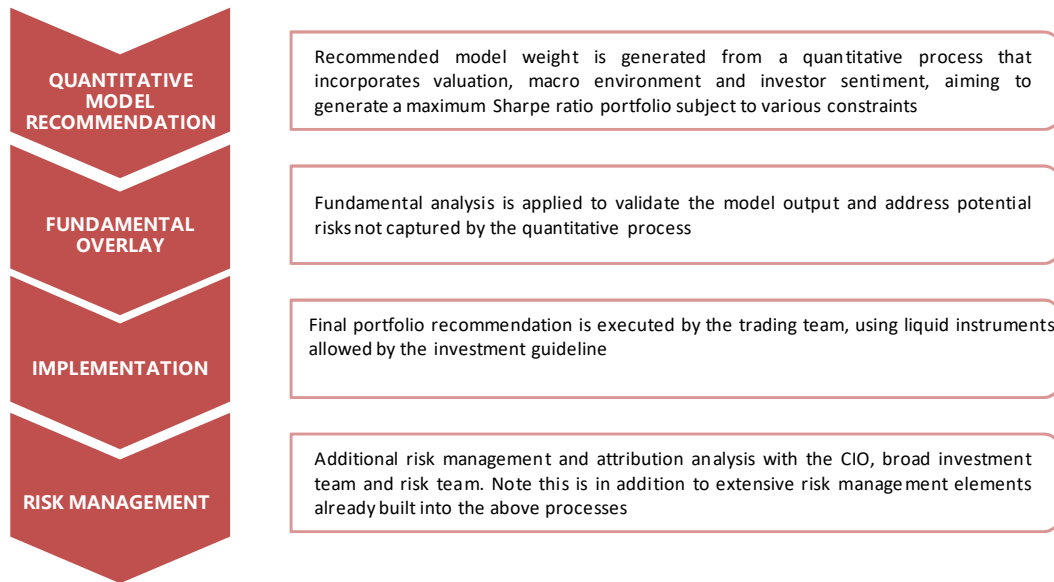 QUANTITATIVE
MODEL
RECOMMENDATION
Recommended model weight is generated from a quantitative process that
incorporates valuation, macro environment and investor sentiment, aiming to
generate a maximum Sharpe ratio portfolio subject to various constraints
FUNDAMENTAL
OVERLAY
Fundamental analysis is applied to validate the model output and address potential
risks not captured by the quantitative process
IMPLEMENTATION
Final portfolio recommendation is executed by the trading team, using liquid instruments
allowed by the investment guideline
RISK MANAGEMENT
Additional risk management and attribution analysis with the CIO, broad investment
team and risk team. Note this is in addition to extensive risk management elements
already built into the above processes